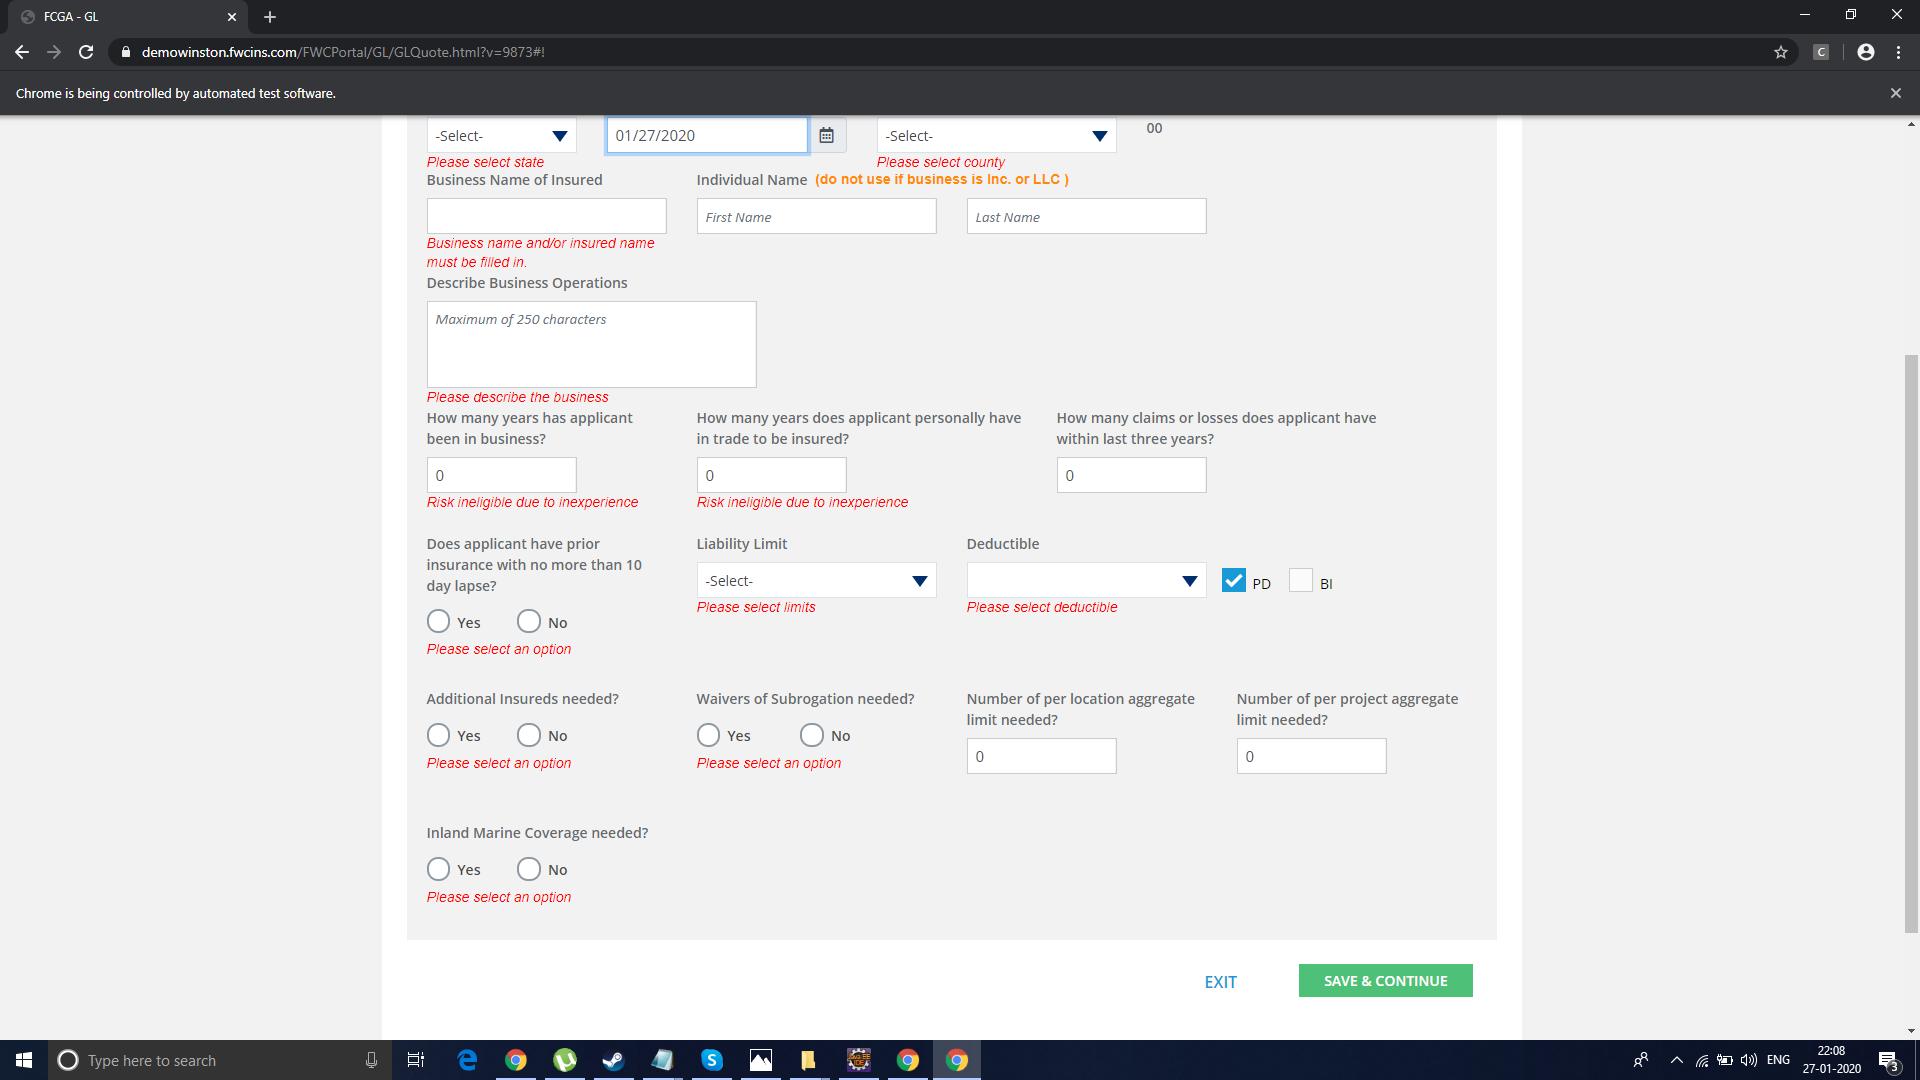 FCGA - GL
demowinston.fwcins.com/FWCPortal/GL/GLQuote.html?v=9873#!
C
Chrome is being controlled by automated test software.
-Select- 01/27/2020 -Select- 00
Please select state Please select county
Business Name of Insured Individual Name (do not use if business is Inc. or LLC )
First Name Last Name
Business name and/or insured name
must be filled in.
Describe Business Operations
Maximum of 250 characters
Please describe the business
How many years has applicant How many years does applicant personally have How many claims or losses does applicant have
been in business? in trade to be insured? within last three years?
0 0 0
Risk ineligible due to inexperience Risk ineligible due to inexperience
Does applicant have prior Liability Limit Deductible
insurance with no more than 10
day lapse?
-Select- PD BI
Please select limits Please select deductible
Yes No
Please select an option
Additional Insureds needed? Waivers of Subrogation needed? Number of per location aggregate Number of per project aggregate
limit needed? limit needed?
Yes No Yes No
0 0
Please select an option Please select an option
Inland Marine Coverage needed?
Yes No
Please select an option
EXIT SAVE & CONTINUE
Type here to search
ENG
22:08
27-01-2020
3